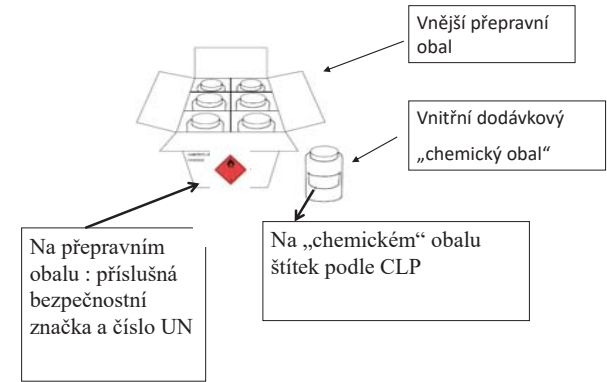 Vnější přepravní
obal
Vnitřní dodávkový
„chemický obal“
Na přepravním
obalu : příslušná
bezpečnostní
značka a číslo UN
Na „chemickém“ obalu
štítek podle CLP